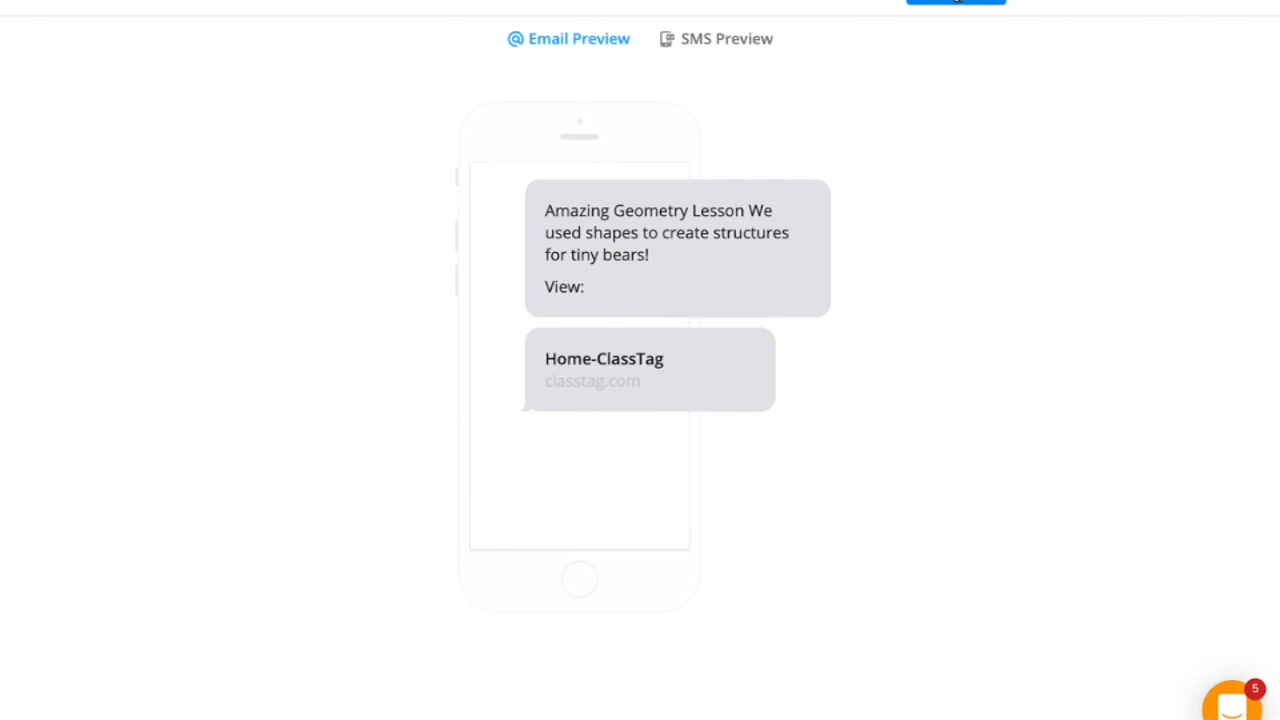 Email Preview SMS Preview
Amazing Geometry Lesson We
used shapes to create structures
for tiny bears!
View:
Home-ClassTag
classtag.com
5